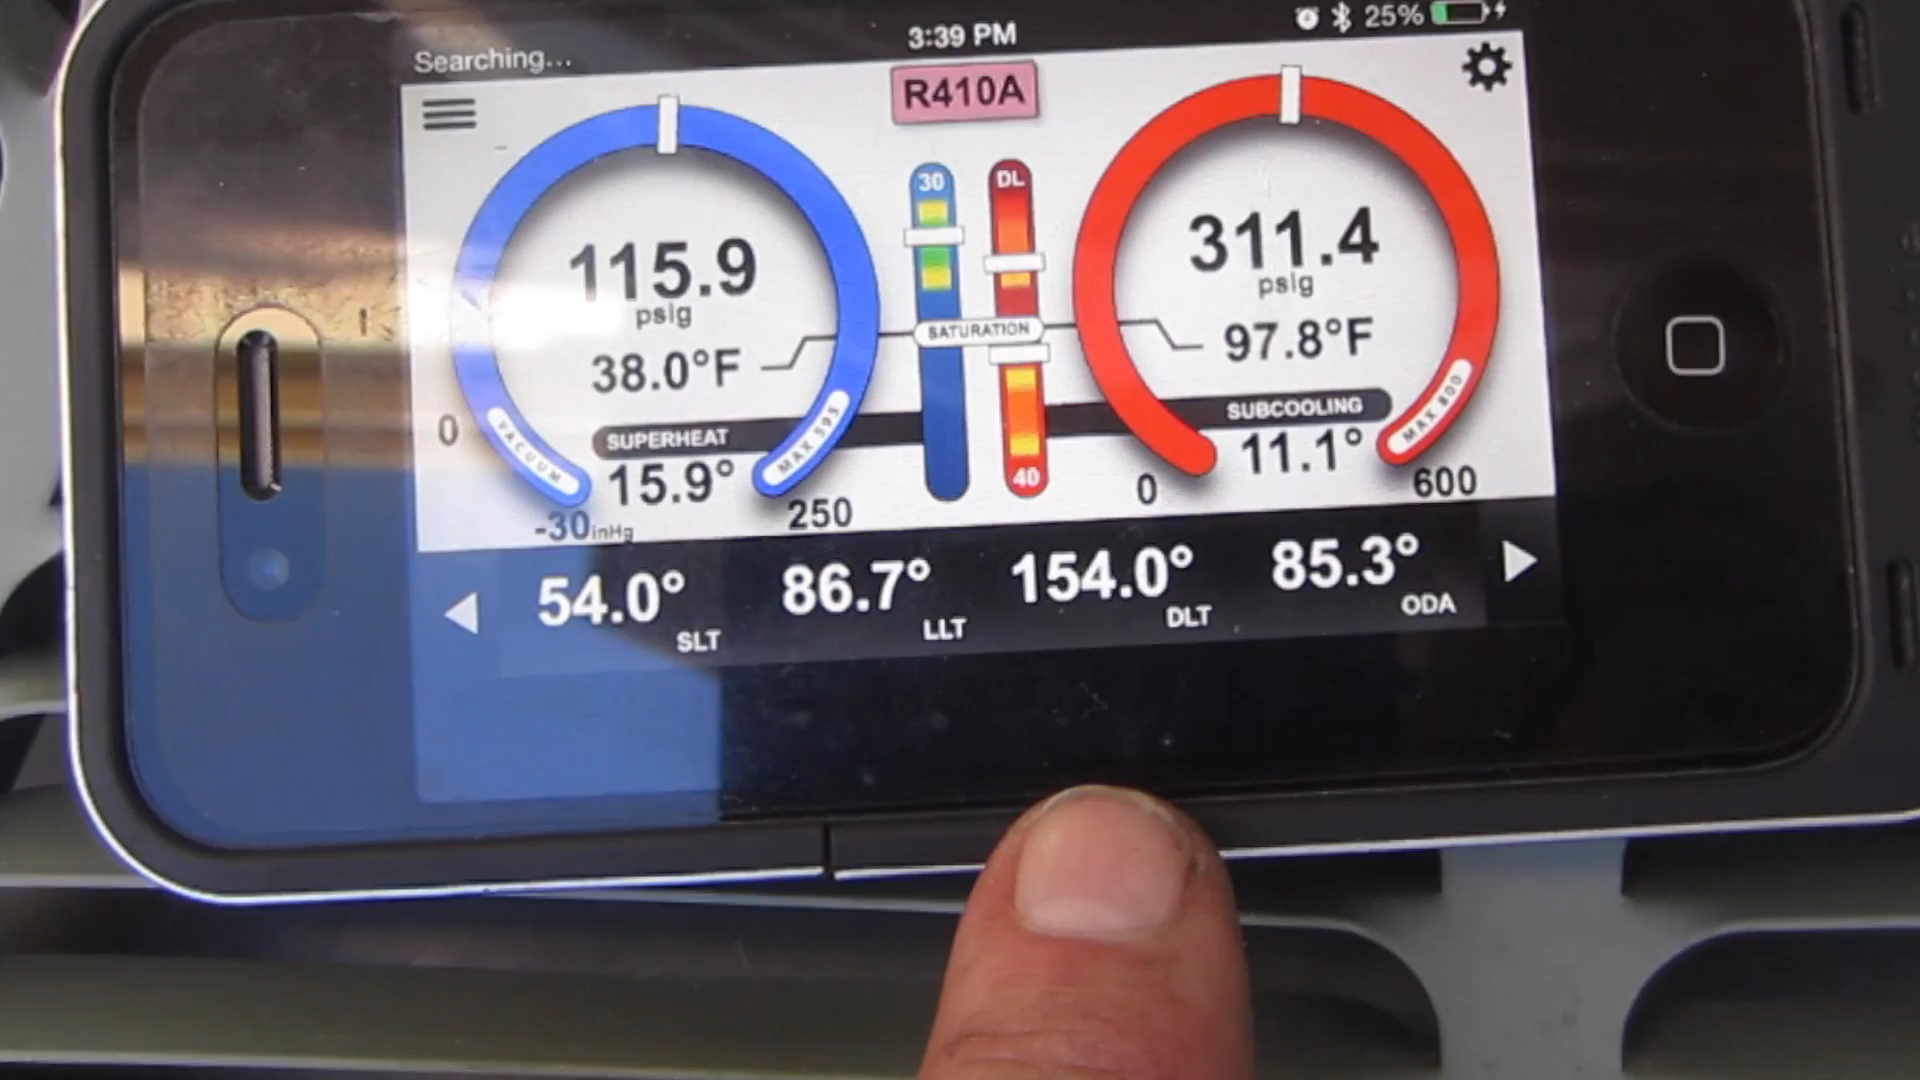 Searching...
3:39 PM
25%
R410A
115.9
psig
38.0°F
SUPERHEAT
15.9°
VACUUM
MAX 595
0
-30inHg
250
30
DL
SATURATION
40
311.4
psig
97.8°F
SUBCOOLING
11.1°
MAX 800
0
600
54.0°
SLT
86.7°
LLT
154.0°
DLT
85.3°
ODA